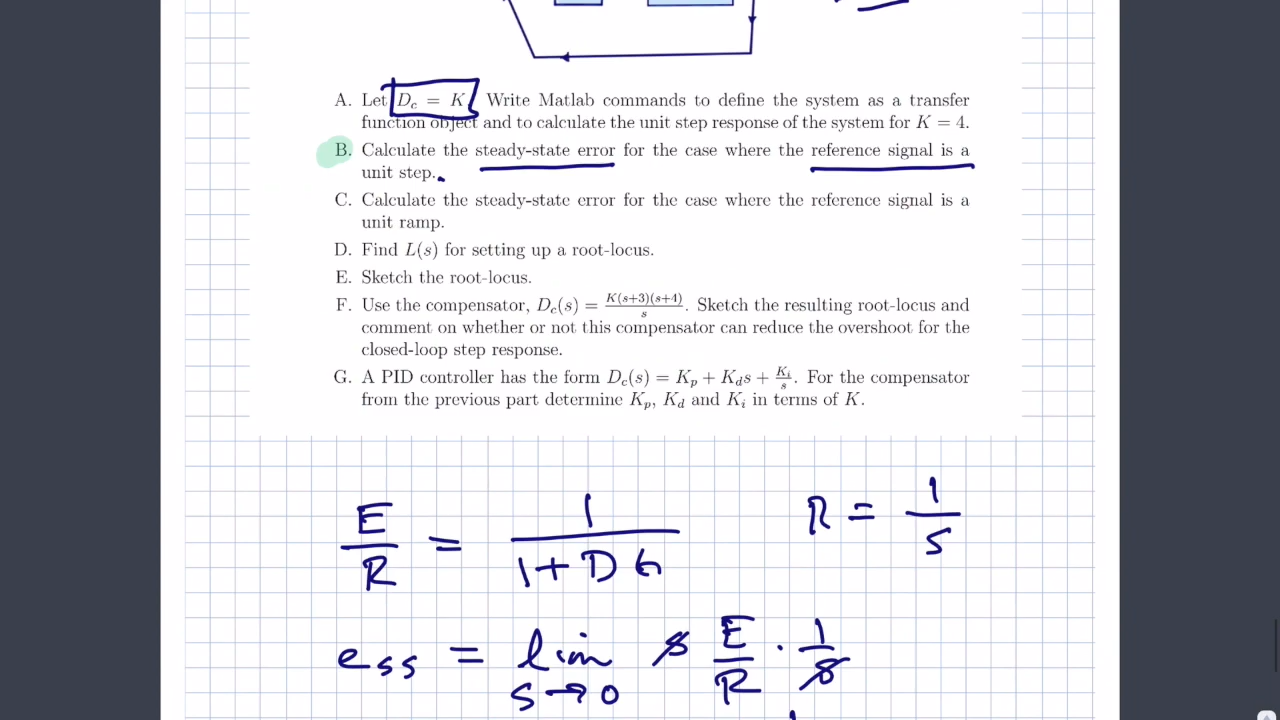 A. Let D_c = K. Write Matlab commands to define the system as a transfer
function object and to calculate the unit step response of the system for K = 4.
B. Calculate the steady-state error for the case where the reference signal is a
unit step.
C. Calculate the steady-state error for the case where the reference signal is a
unit ramp.
D. Find L(s) for setting up a root-locus.
E. Sketch the root-locus.
F. Use the compensator, D_c(s) = K(s+3)(s+4)/s. Sketch the resulting root-locus and
comment on whether or not this compensator can reduce the overshoot for the
closed-loop step response.
G. A PID controller has the form D_c(s) = K_p + K_d s + K_i/s. For the compensator
from the previous part determine K_p, K_d and K_i in terms of K.
E/R = 1/(1+DG) R = 1/s
ess = lim s→0 s E/R · 1/s